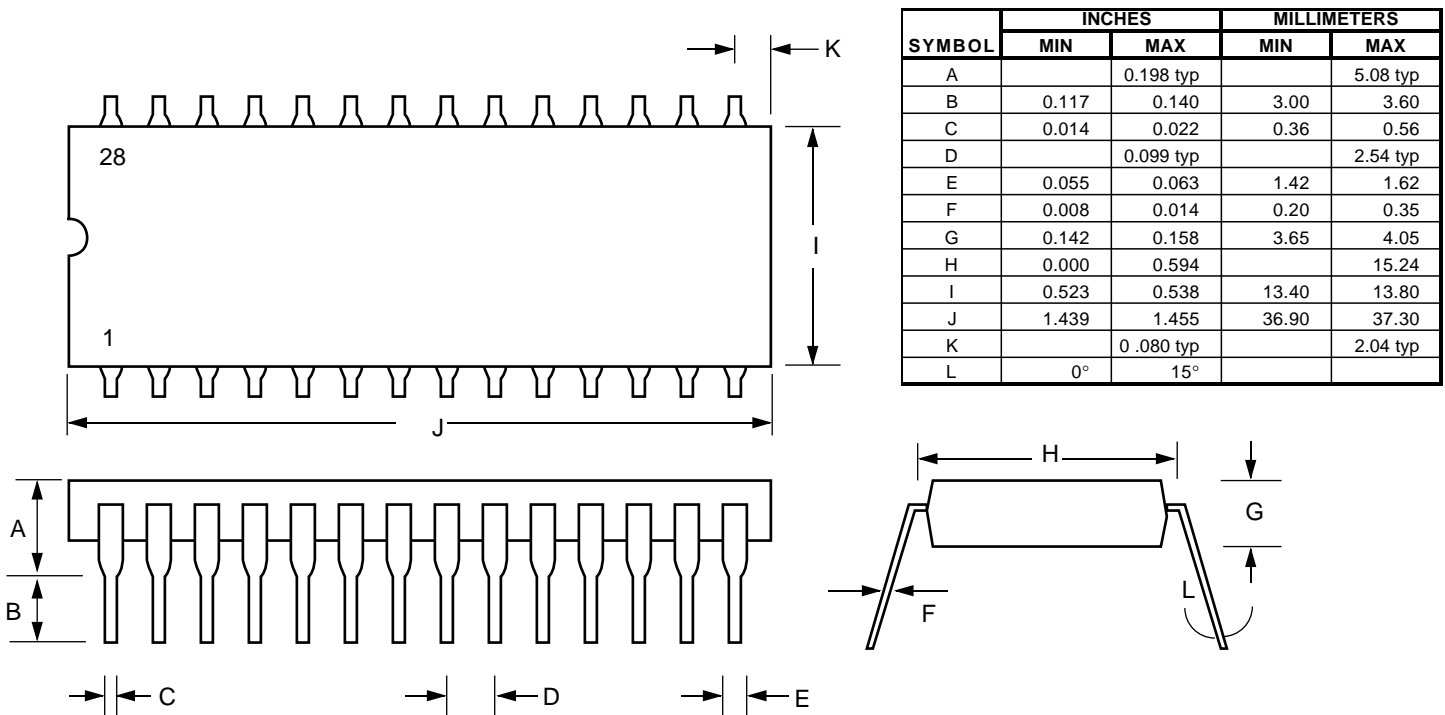 K
28
1
I
J
INCHES MILLIMETERS
SYMBOL MIN MAX MIN MAX
A 0.198 typ 5.08 typ
B 0.117 0.140 3.00 3.60
C 0.014 0.022 0.36 0.56
D 0.099 typ 2.54 typ
E 0.055 0.063 1.42 1.62
F 0.008 0.014 0.20 0.35
G 0.142 0.158 3.65 4.05
H 0.000 0.594 15.24
I 0.523 0.538 13.40 13.80
J 1.439 1.455 36.90 37.30
K 0 .080 typ 2.04 typ
L 0° 15°
A
B
C
D
E
H
G
F
L